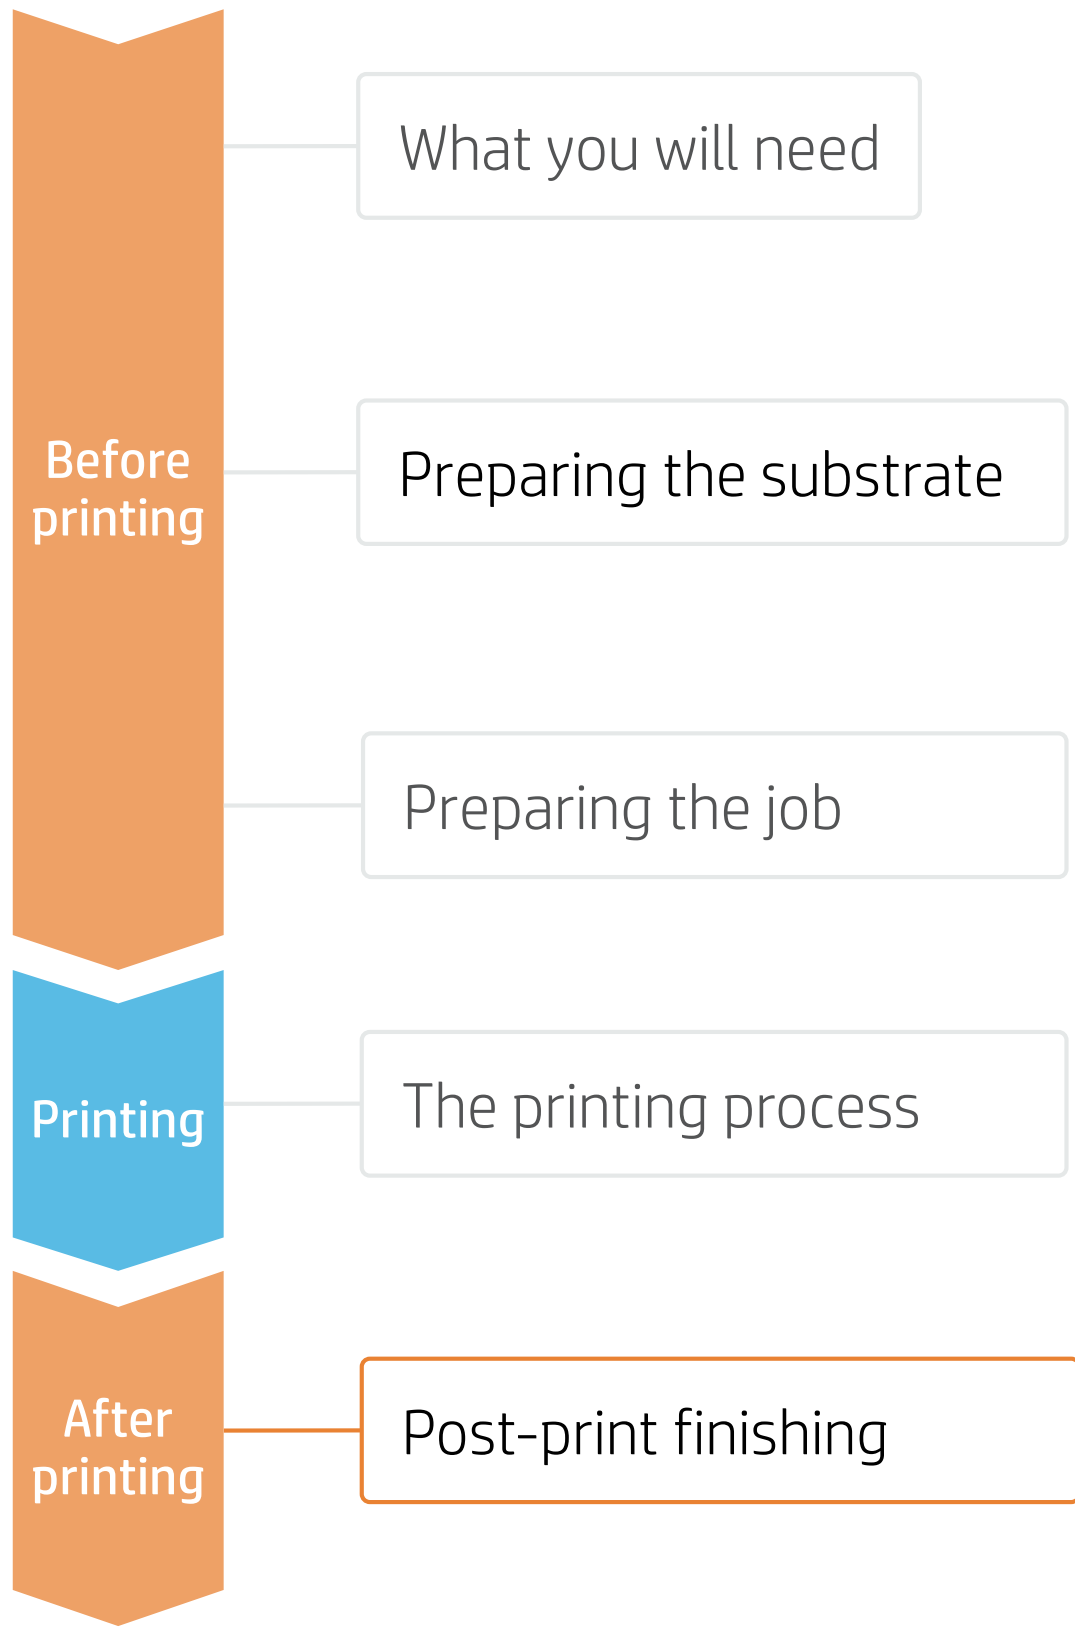 What you will need
Before
printing
Preparing the substrate
Preparing the job
Printing
The printing process
After
printing
Post-print finishing